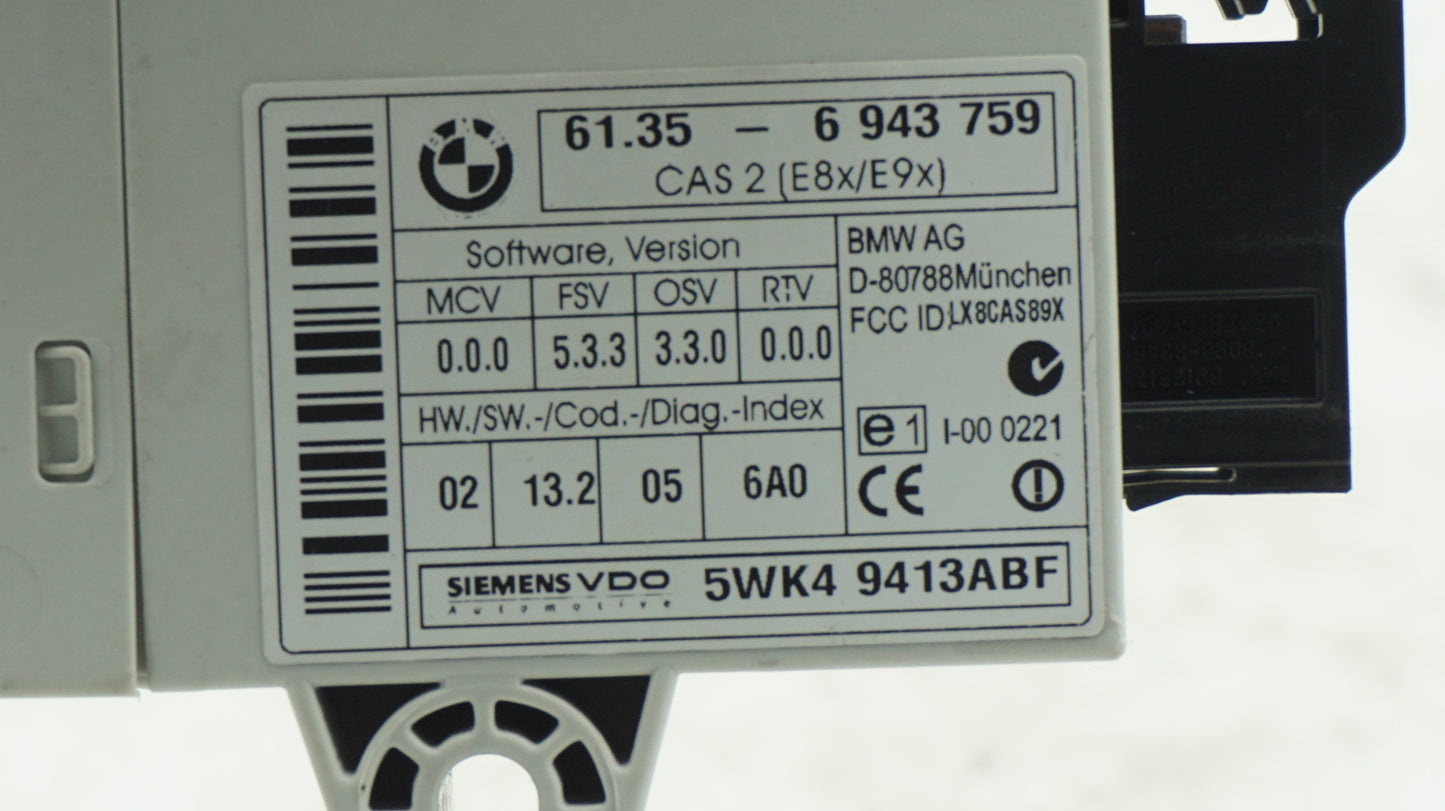 61.35 – 6 943 759
CAS 2 (E8x/E9x)
Software, Version
MCV FSV OSV RTV
0.0.0 5.3.3 3.3.0 0.0.0
HW./SW.-/Cod.-/Diag.-Index
02 13.2 05 6A0
BMW AG
D-80788München
FCC ID:LX8CAS89X
e1 I-00 0221
CE
SIEMENS VDO
Automotive
5WK4 9413ABF